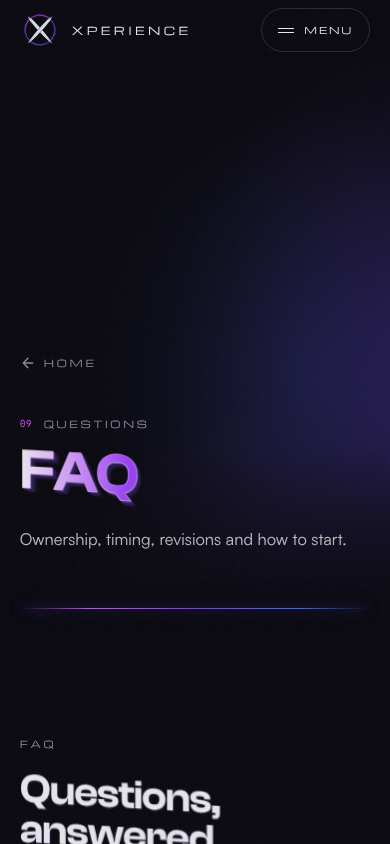 XPERIENCE
MENU
HOME
09 QUESTIONS
FAQ
Ownership, timing, revisions and how to start.
FAQ
Questions,
answered